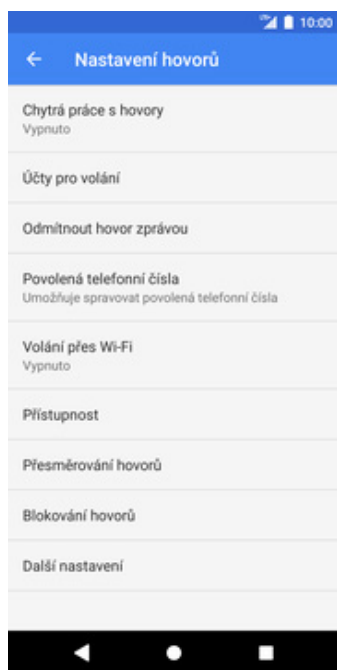 10:00
Nastavení hovorů
Chytrá práce s hovory
Vypnuto
Účty pro volání
Odmítnout hovor zprávou
Povolená telefonní čísla
Umožňuje spravovat povolená telefonní čísla
Volání přes Wi-Fi
Vypnuto
Přístupnost
Přesměrování hovorů
Blokování hovorů
Další nastavení